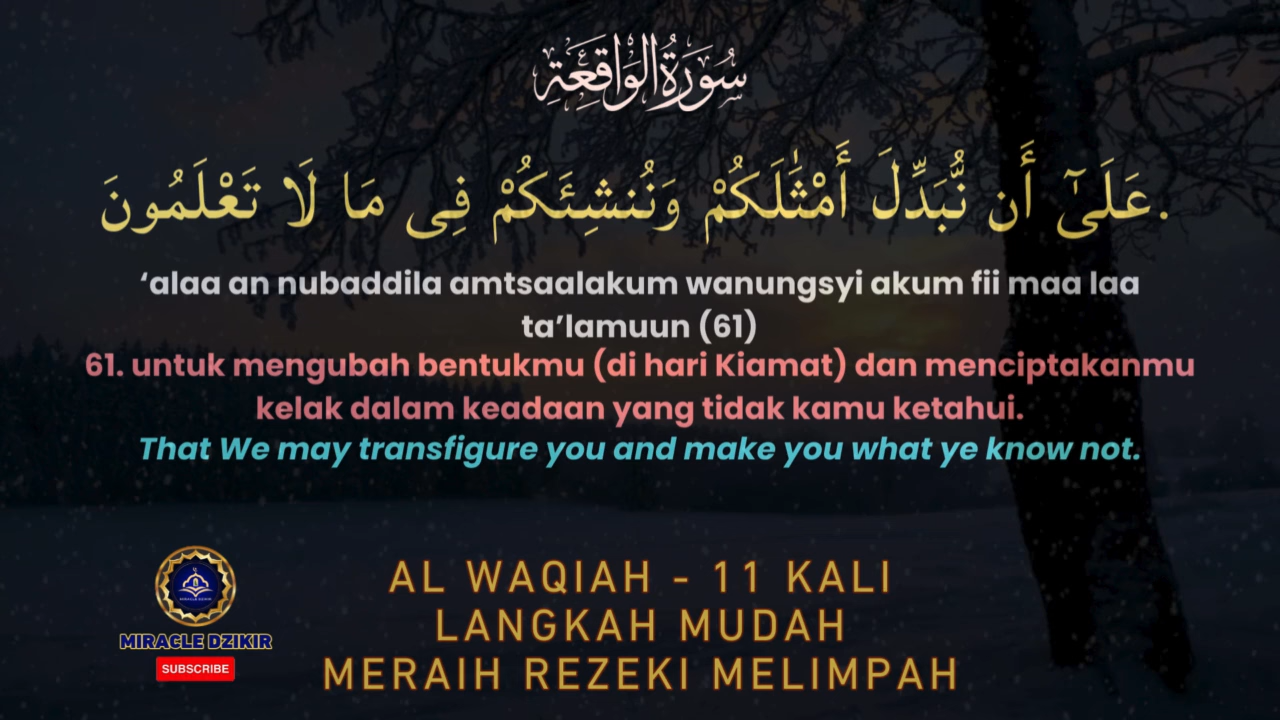 سُورَةُ الوَاقِعَةِ
عَلَىٰٓ أَن نُّبَدِّلَ أَمْثَٰلَكُمْ وَنُنشِئَكُمْ فِى مَا لَا تَعْلَمُونَ.
‘alaa an nubaddila amtsaalakum wanungsyi akum fii maa laa
ta’lamuun (61)
61. untuk mengubah bentukmu (di hari Kiamat) dan menciptakanmu
kelak dalam keadaan yang tidak kamu ketahui.
That We may transfigure you and make you what ye know not.
AL WAQIAH - 11 KALI
LANGKAH MUDAH
MERAIH REZEKI MELIMPAH
MIRACLE DZIKIR
MIRACLE DZIKIR
SUBSCRIBE